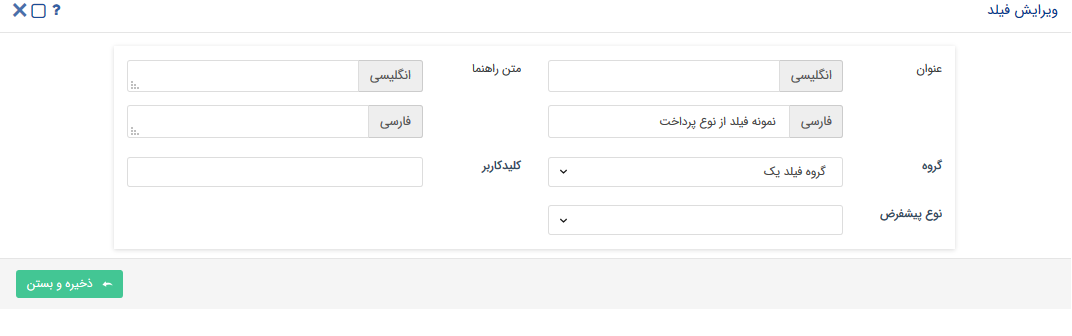 ویرایش فیلد ?
عنوان انگلیسی متن راهنما انگلیسی
فارسی نمونه فیلد از نوع پرداخت فارسی
گروه گروه فیلد یک کلیدکاربر
نوع پیشفرض
ذخیره و بستن